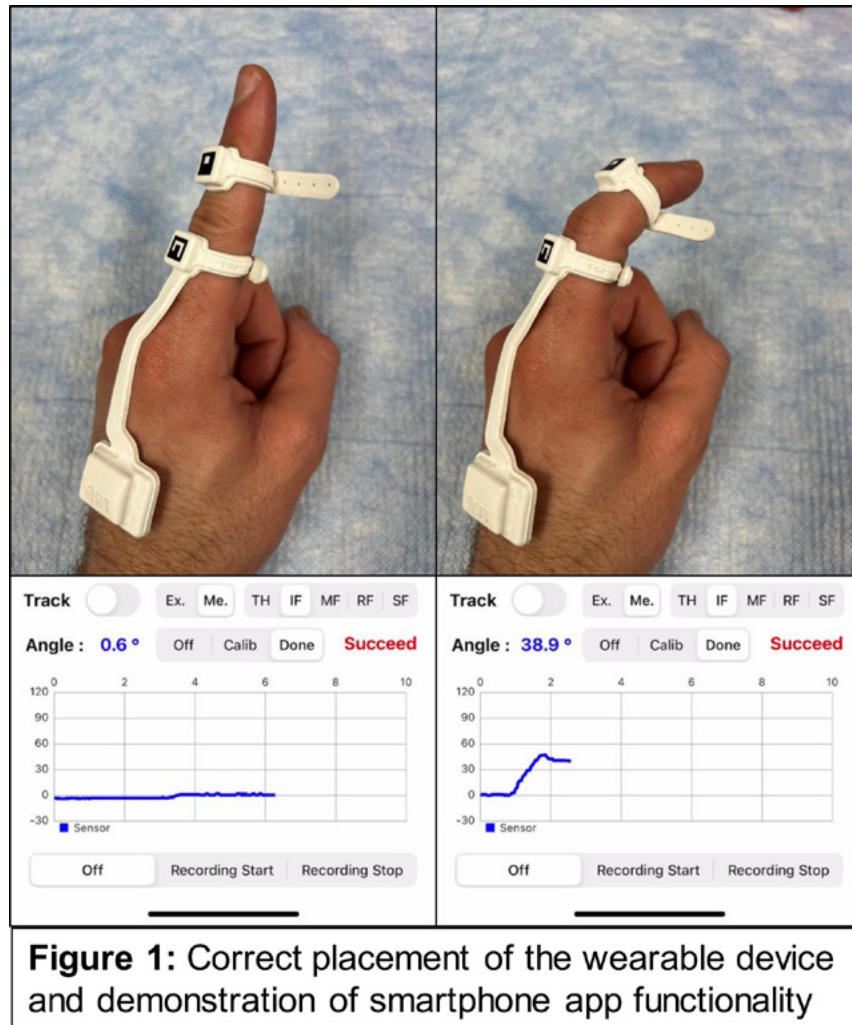 Track Ex. Me. TH IF MF RF SF
Angle : 0.6 ° Off Calib Done Succeed
0 2 4 6 8 10
120
90
60
30
0
-30
Sensor
Off Recording Start Recording Stop
Track Ex. Me. TH IF MF RF SF
Angle : 38.9 ° Off Calib Done Succeed
0 2 4 6 8 10
120
90
60
30
0
-30
Sensor
Off Recording Start Recording Stop
Figure 1: Correct placement of the wearable device
and demonstration of smartphone app functionality